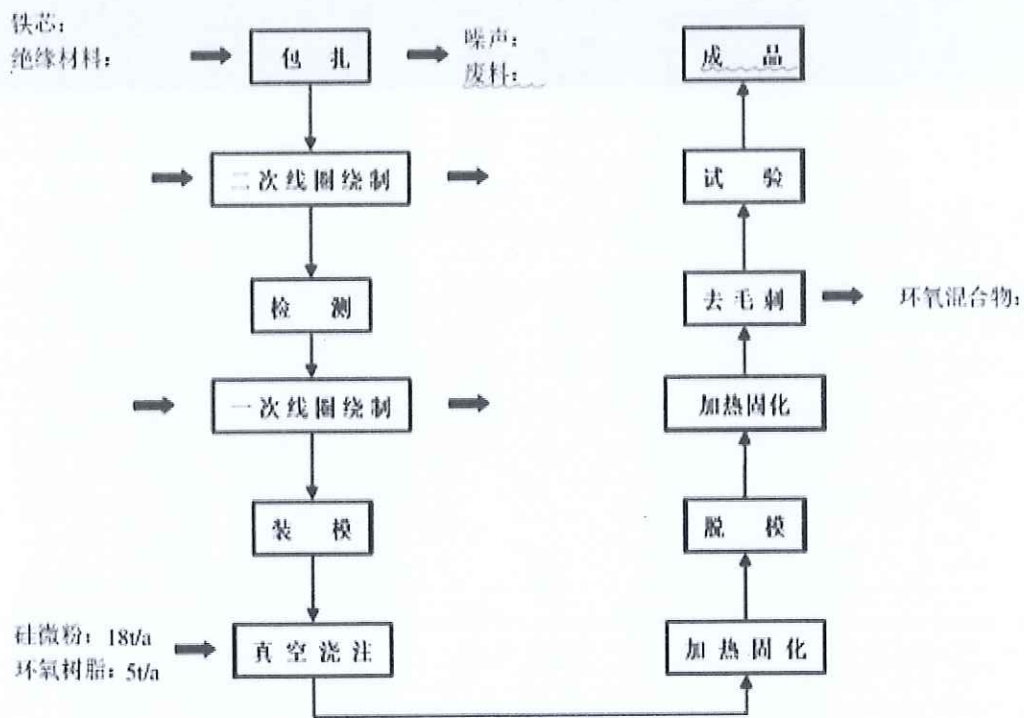 铁芯：
绝缘材料：
包 扎
噪声：
废料：
二次线圈绕制
检 测
一次线圈绕制
装 模
硅微粉：18t/a
环氧树脂：5t/a
真空浇注
加热固化
脱 模
加热固化
去毛刺
环氧混合物：
试 验
成 品